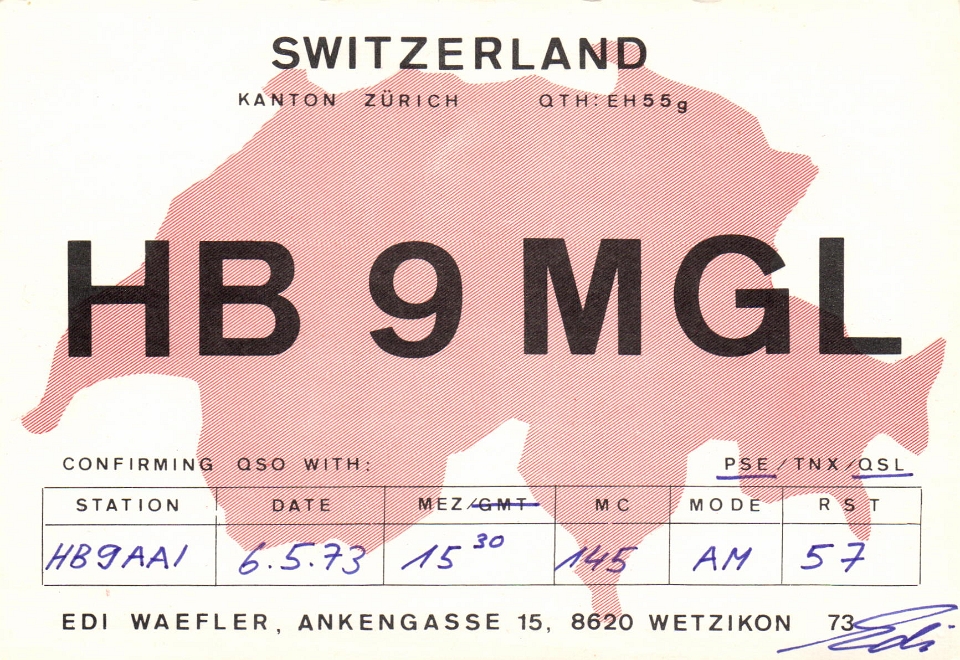 SWITZERLAND
KANTON ZÜRICH QTH: EH55g
HB 9 MGL
CONFIRMING QSO WITH: PSE/TNX/QSL
STATION DATE MEZ/GMT MC MODE RST
HB9AAI 6.5.73 15 30 145 AM 57
EDI WAEFLER, ANKENGASSE 15, 8620 WETZIKON 73 Edi